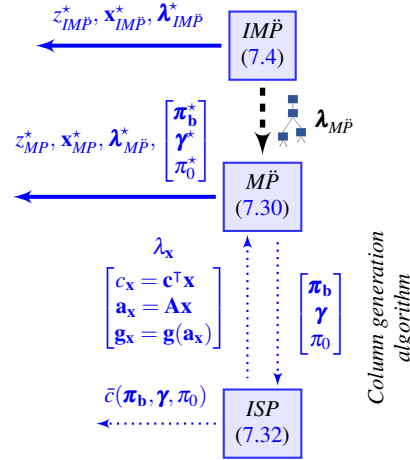 z*IMP̈, x*IMP̈, λ*IMP̈
IMP̈
(7.4)
λMP̈
z*MP, x*MP, λ*MP̈, [π*b
γ*
π*0]
MP̈
(7.30)
λx
[cx = cᵀx
ax = Ax
gx = g(ax)]
[πb
γ
π0]
Column generation
algorithm
c̄(πb, γ, π0)
ISP
(7.32)